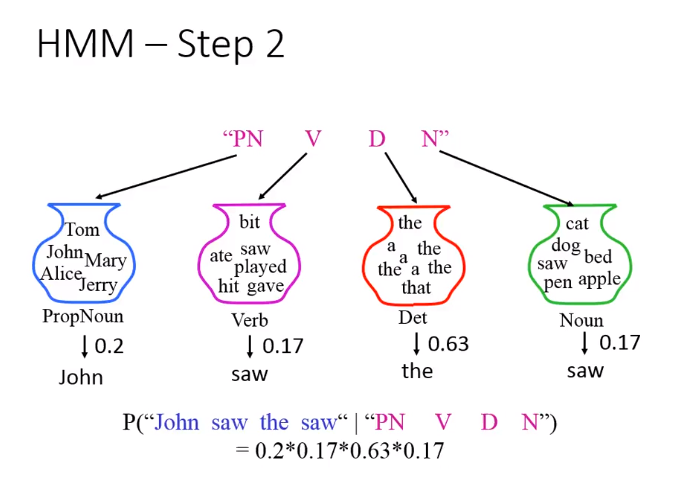 HMM – Step 2
“PN V D N”
Tom
John Mary
Alice
Jerry
bit
ate saw
played
hit gave
the
a the
a
the a the
that
cat
dog
saw bed
pen apple
PropNoun
Verb
Det
Noun
0.2
0.17
0.63
0.17
John
saw
the
saw
P(“John saw the saw“ | “PN V D N”)
= 0.2*0.17*0.63*0.17